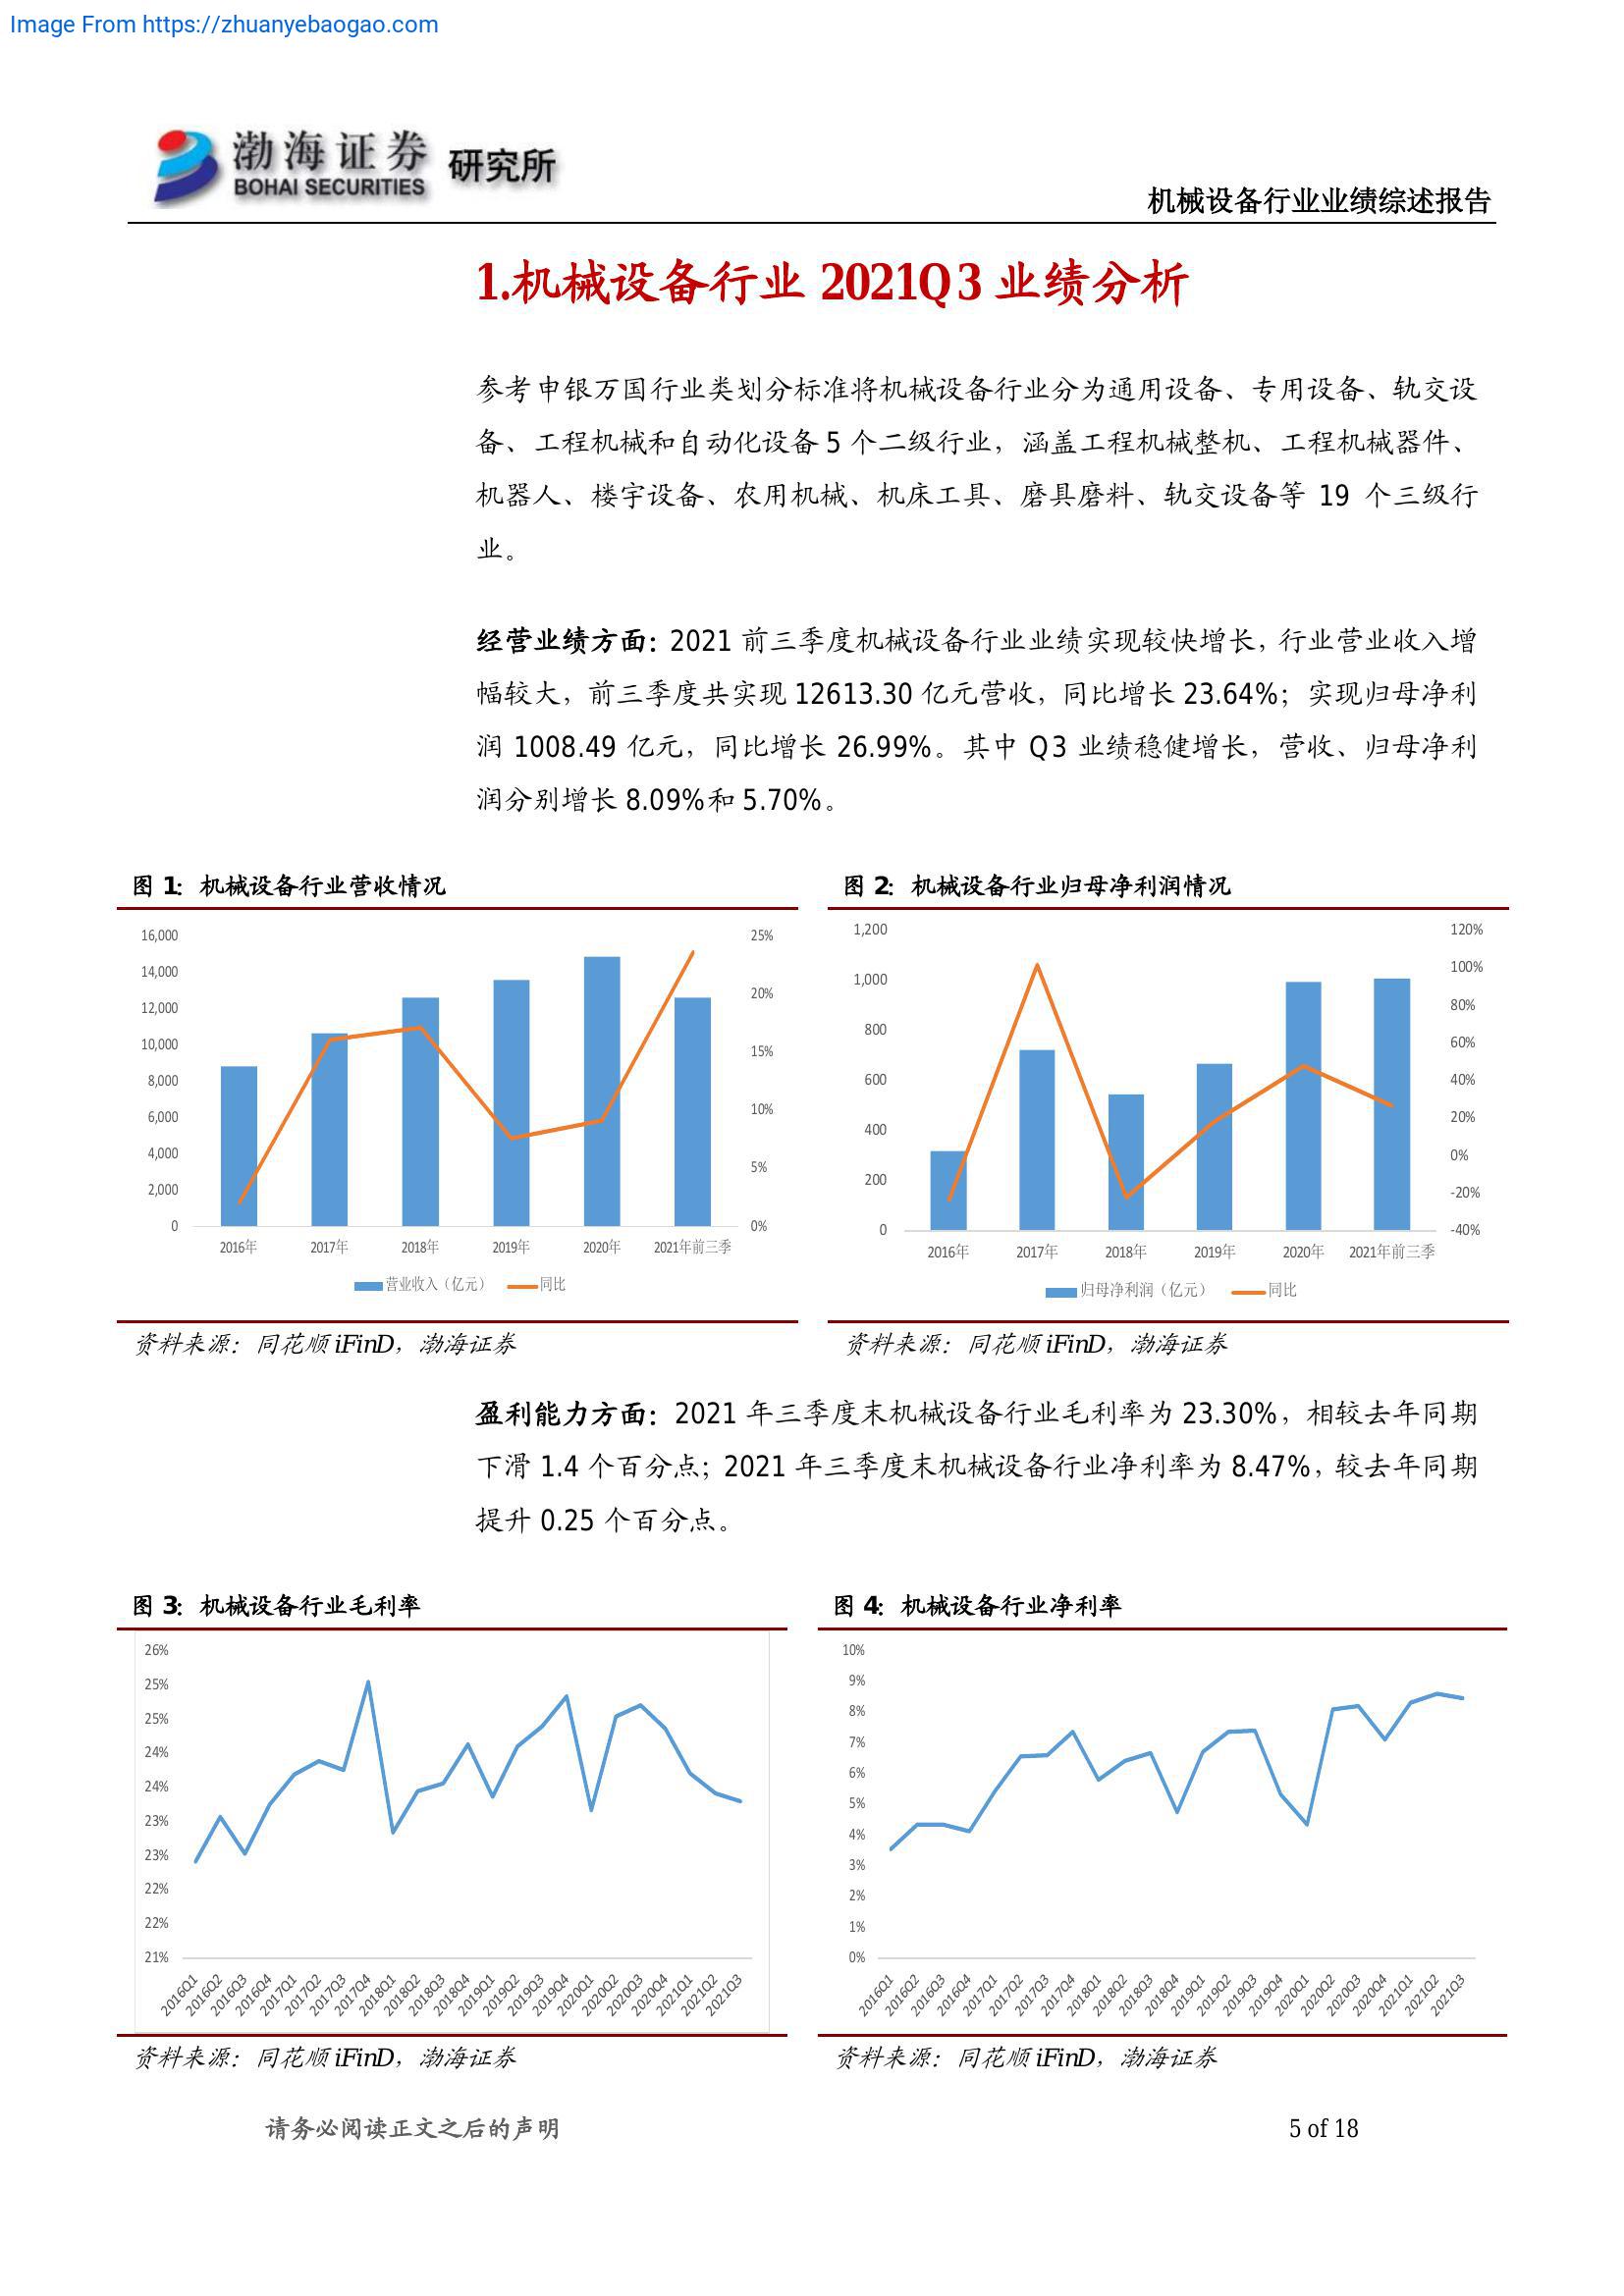 Image From https://zhuanyebaogao.com
渤海证券 研究所
BOHAI SECURITIES
机械设备行业业绩综述报告
1.机械设备行业 2021Q3 业绩分析
参考申银万国行业类划分标准将机械设备行业分为通用设备、专用设备、轨交设
备、工程机械和自动化设备 5 个二级行业，涵盖工程机械整机、工程机械器件、
机器人、楼宇设备、农用机械、机床工具、磨具磨料、轨交设备等 19 个三级行
业。
经营业绩方面：2021 前三季度机械设备行业业绩实现较快增长，行业营业收入增
幅较大，前三季度共实现 12613.30 亿元营收，同比增长 23.64%；实现归母净利
润 1008.49 亿元，同比增长 26.99%。其中 Q3 业绩稳健增长，营收、归母净利
润分别增长 8.09%和 5.70%。
图 1：机械设备行业营收情况
16,000
14,000
12,000
10,000
8,000
6,000
4,000
2,000
0
25%
20%
15%
10%
5%
0%
2016年 2017年 2018年 2019年 2020年 2021年前三季
营业收入（亿元） 同比
资料来源：同花顺 iFinD，渤海证券
图 2：机械设备行业归母净利润情况
1,200
1,000
800
600
400
200
0
120%
100%
80%
60%
40%
20%
0%
-20%
-40%
2016年 2017年 2018年 2019年 2020年 2021年前三季
归母净利润（亿元） 同比
资料来源：同花顺 iFinD，渤海证券
盈利能力方面：2021 年三季度末机械设备行业毛利率为 23.30%，相较去年同期
下滑 1.4 个百分点；2021 年三季度末机械设备行业净利率为 8.47%，较去年同期
提升 0.25 个百分点。
图 3：机械设备行业毛利率
26%
25%
25%
24%
24%
23%
23%
22%
22%
21%
2016Q1 2016Q2 2016Q3 2016Q4 2017Q1 2017Q2 2017Q3 2017Q4 2018Q1 2018Q2 2018Q3 2018Q4 2019Q1 2019Q2 2019Q3 2019Q4 2020Q1 2020Q2 2020Q3 2020Q4 2021Q1 2021Q2 2021Q3
资料来源：同花顺 iFinD，渤海证券
图 4：机械设备行业净利率
10%
9%
8%
7%
6%
5%
4%
3%
2%
1%
0%
2016Q1 2016Q2 2016Q3 2016Q4 2017Q1 2017Q2 2017Q3 2017Q4 2018Q1 2018Q2 2018Q3 2018Q4 2019Q1 2019Q2 2019Q3 2019Q4 2020Q1 2020Q2 2020Q3 2020Q4 2021Q1 2021Q2 2021Q3
资料来源：同花顺 iFinD，渤海证券
请务必阅读正文之后的声明
5 of 18